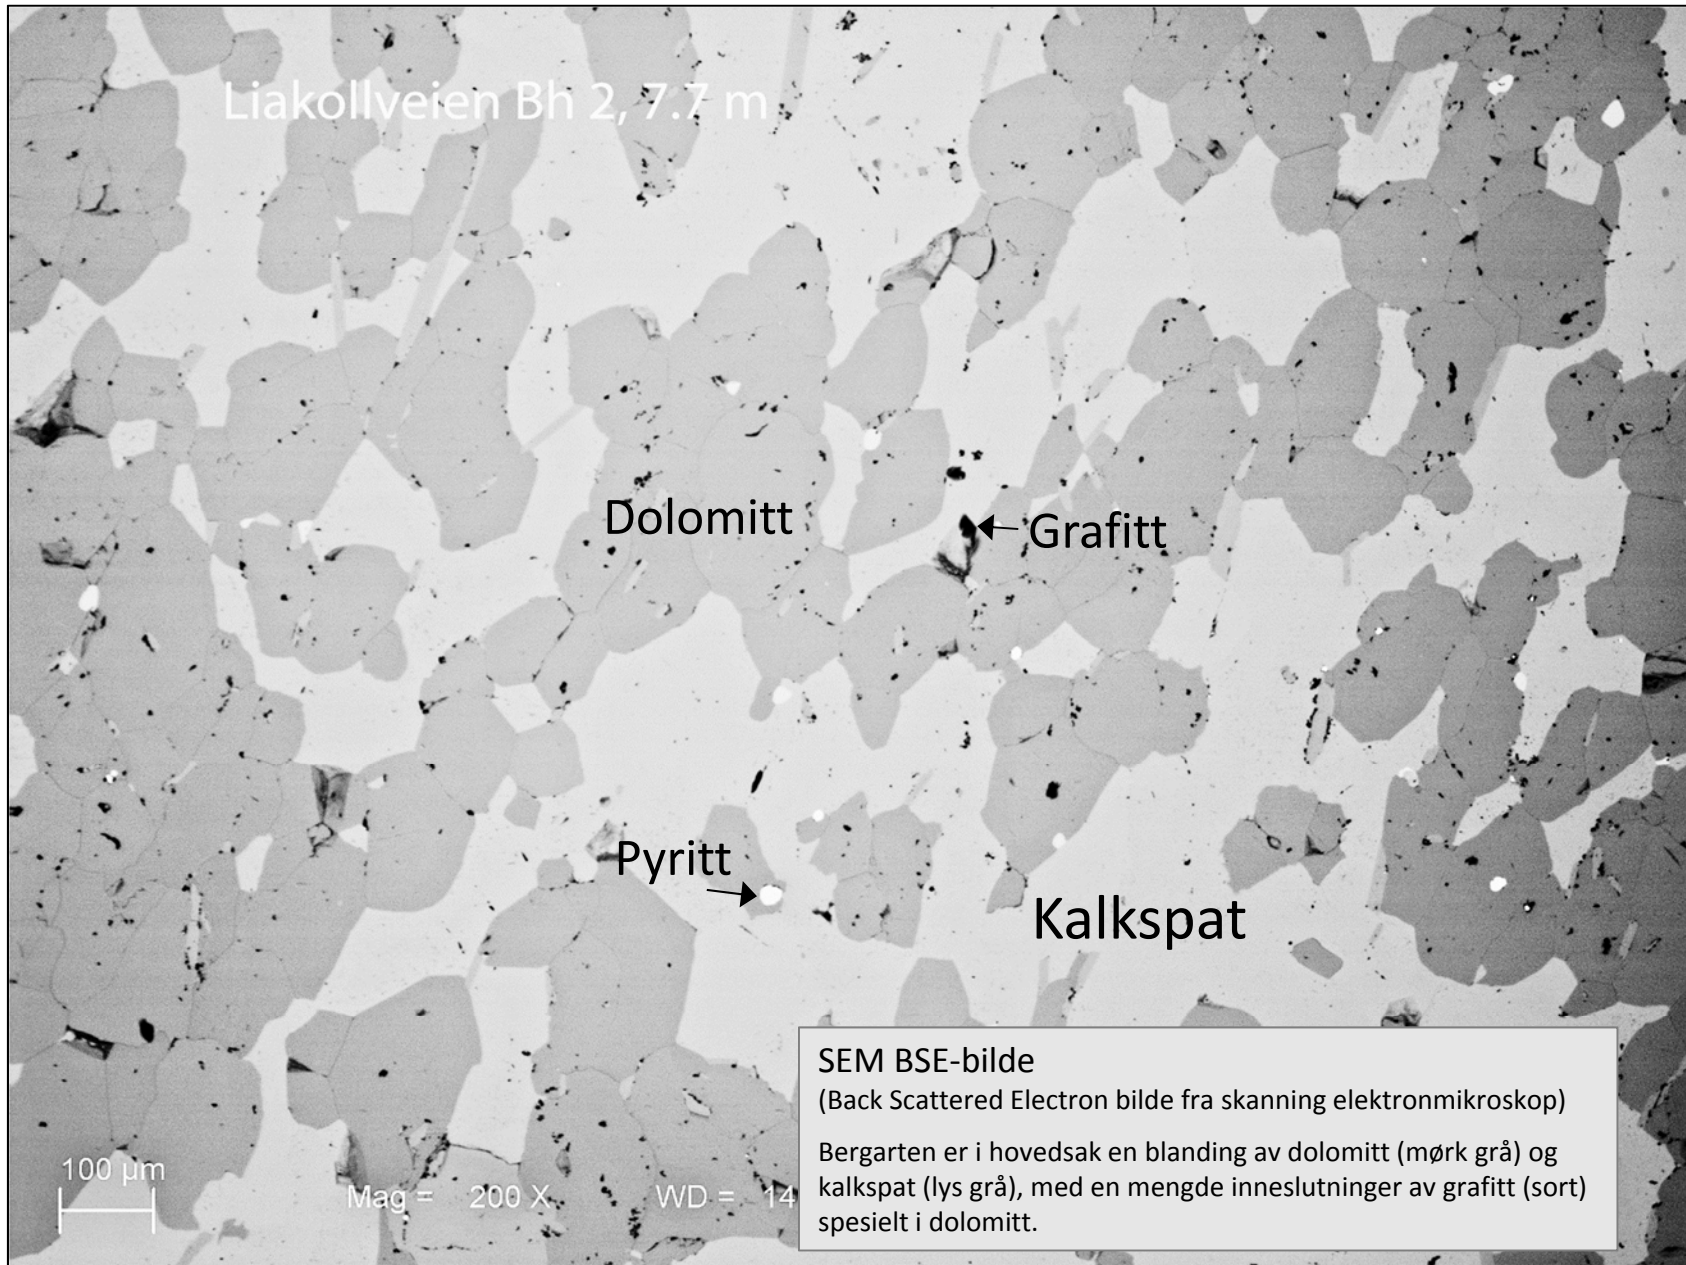 Liakollveien Bh 2, 7.7 m
Dolomitt
Grafitt
Pyritt
Kalkspat
SEM BSE-bilde
(Back Scattered Electron bilde fra skanning elektronmikroskop)
Bergarten er i hovedsak en blanding av dolomitt (mørk grå) og
kalkspat (lys grå), med en mengde inneslutninger av grafitt (sort)
spesielt i dolomitt.
100 µm
Mag = 200 X WD = 14